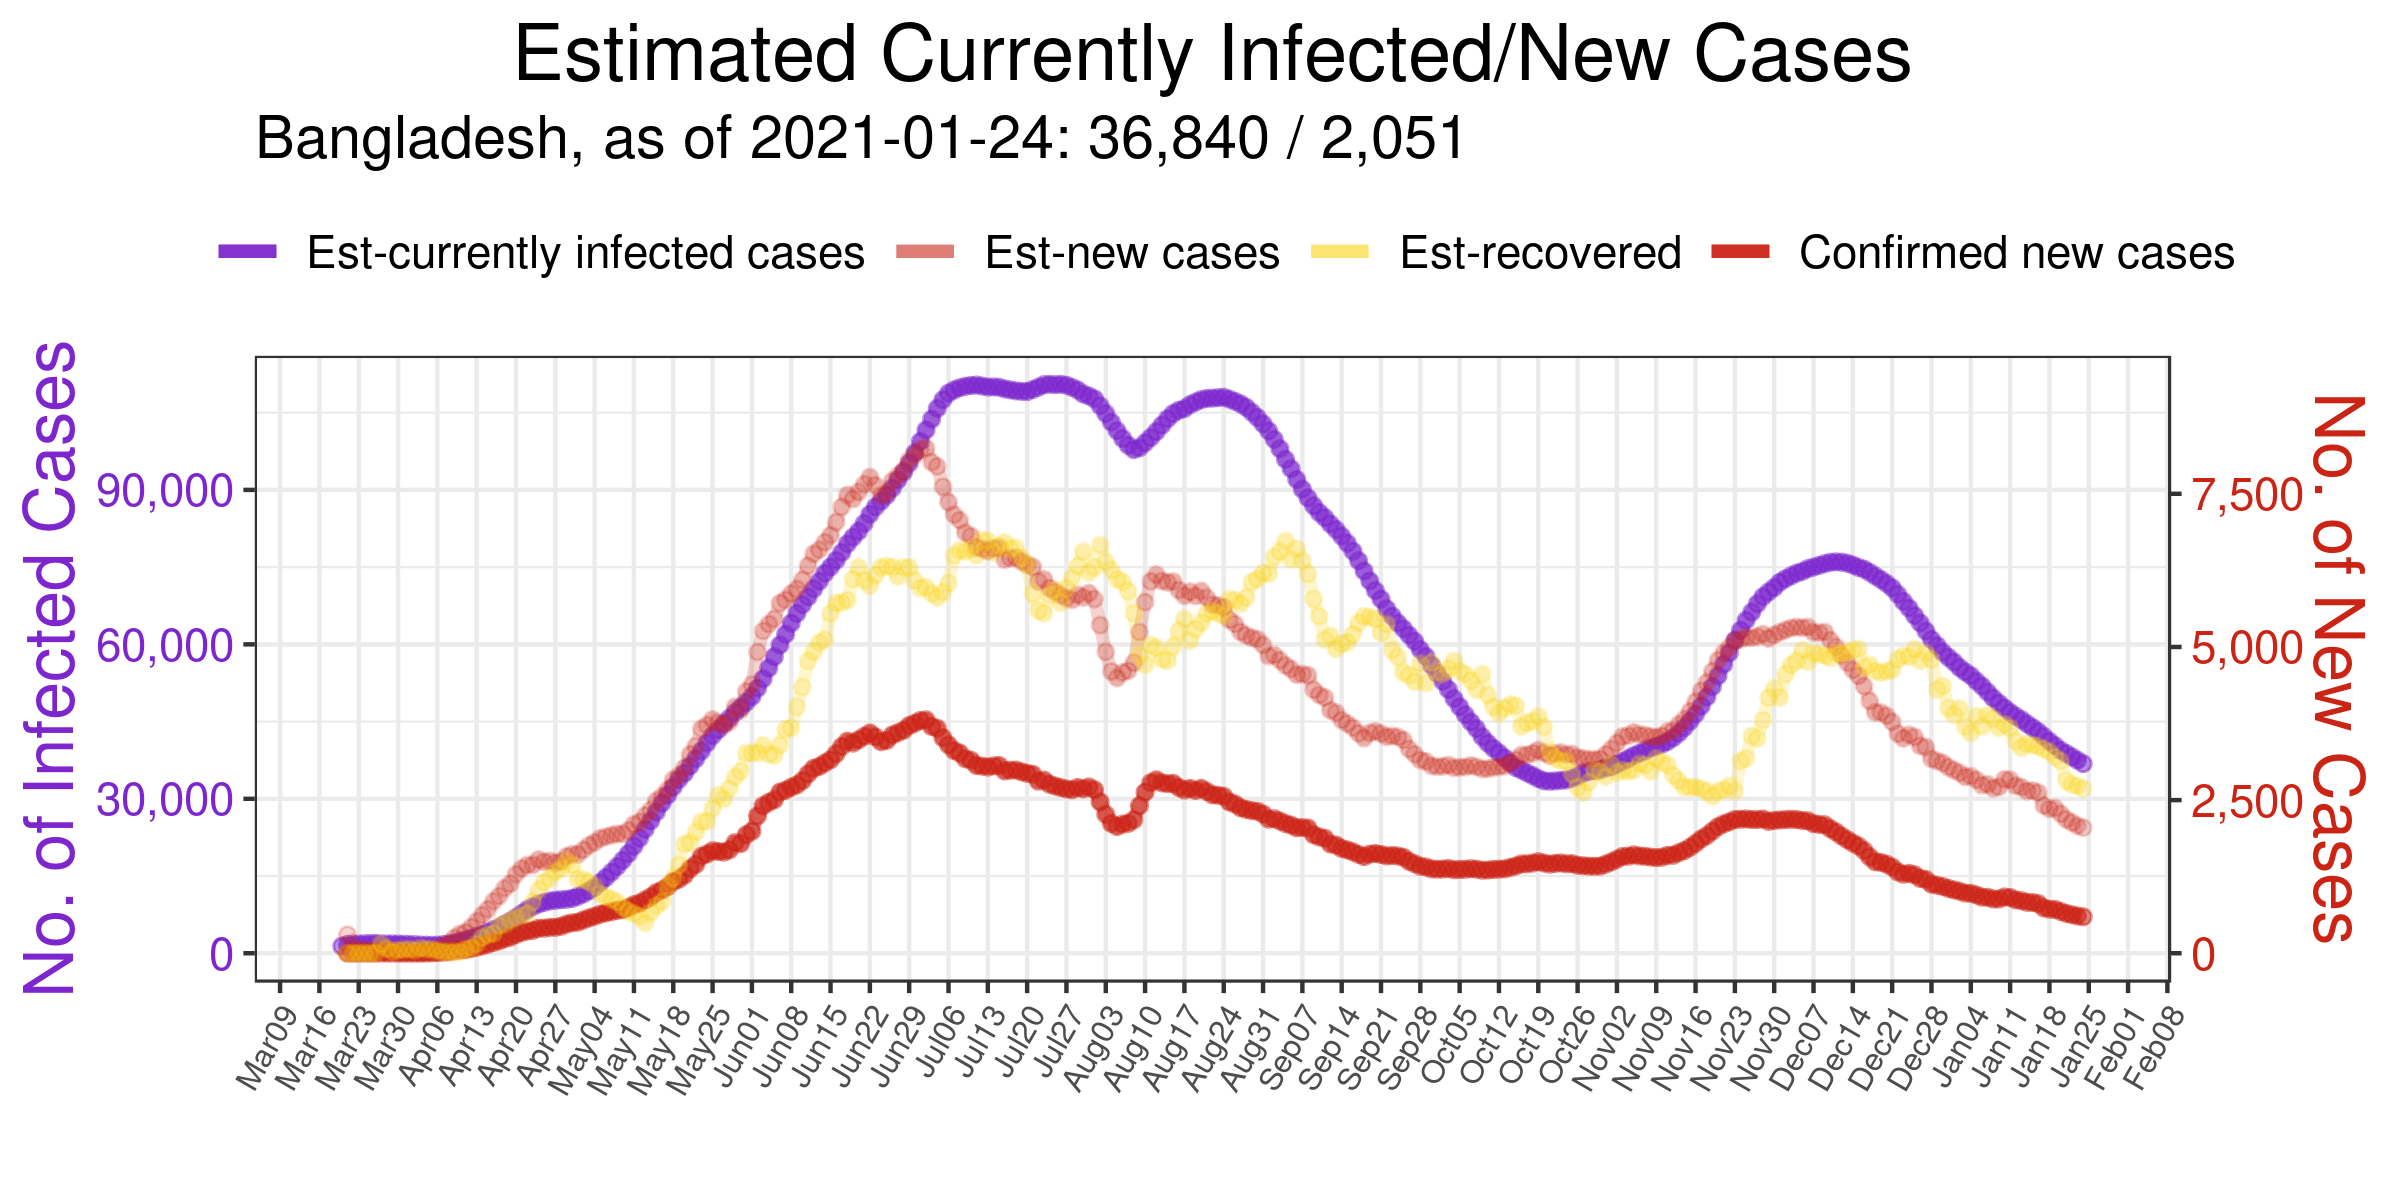 Estimated Currently Infected/New Cases
Bangladesh, as of 2021-01-24: 36,840 / 2,051
Est-currently infected cases Est-new cases Est-recovered Confirmed new cases
No. of Infected Cases
90,000
60,000
30,000
0
7,500
5,000
2,500
0
No. of New Cases
Mar09 Mar16 Mar23 Mar30 Apr06 Apr13 Apr20 Apr27 May04 May11 May18 May25 Jun01 Jun08 Jun15 Jun22 Jun29 Jul06 Jul13 Jul20 Jul27 Aug03 Aug10 Aug17 Aug24 Aug31 Sep07 Sep14 Sep21 Sep28 Oct05 Oct12 Oct19 Oct26 Nov02 Nov09 Nov16 Nov23 Nov30 Dec07 Dec14 Dec21 Dec28 Jan04 Jan11 Jan18 Jan25 Feb01 Feb08